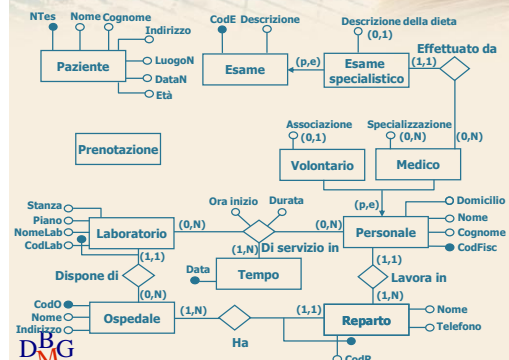 NTes Nome Cognome
Indirizzo
Paziente
LuogoN
DataN
Età
CodE Descrizione
Esame
(p,e)
Descrizione della dieta
(0,1)
Esame
specialistico
(1,1)
Effettuato da
(0,N)
Prenotazione
Associazione
(0,1)
Volontario
Specializzazione
(0,N)
Medico
(p,e)
Stanza
Piano
NomeLab
CodLab
Laboratorio
(0,N)
Ora inizio
Durata
(0,N)
Di servizio in
(1,N)
Personale
Domicilio
Nome
Cognome
CodFisc
(1,1)
Dispone di
(0,N)
Data
Tempo
(1,1)
Lavora in
(1,N)
CodO
Nome
Indirizzo
Ospedale
(1,N)
Ha
(1,1)
Reparto
Nome
Telefono
CodR
DBMG